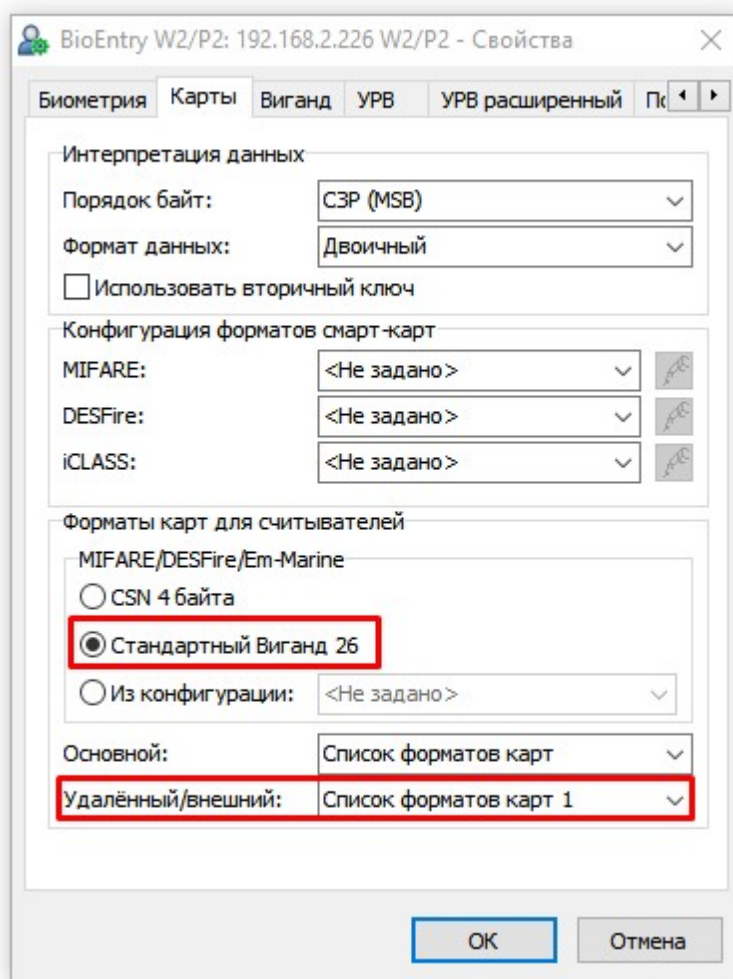 BioEntry W2/P2: 192.168.2.226 W2/P2 - Свойства
Биометрия Карты Виганд УРВ УРВ расширенный
Интерпретация данных
Порядок байт: СЗР (MSB)
Формат данных: Двоичный
Использовать вторичный ключ
Конфигурация форматов смарт-карт
MIFARE: <Не задано>
DESFire: <Не задано>
iCLASS: <Не задано>
Форматы карт для считывателей
MIFARE/DESFire/Em-Marine
CSN 4 байта
Стандартный Виганд 26
Из конфигурации: <Не задано>
Основной: Список форматов карт
Удалённый/внешний: Список форматов карт 1
ОК Отмена